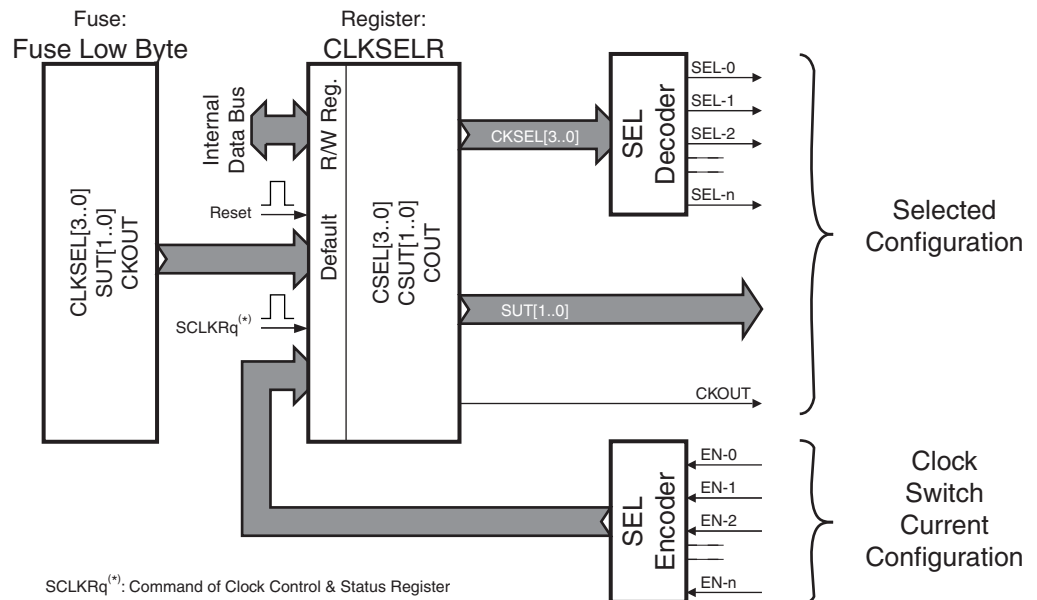 Fuse:
Fuse Low Byte
CLKSEL[3..0]
SUT[1..0]
CKOUT
Register:
CLKSELR
Internal
Data Bus
R/W Reg.
Reset
Default
SCLKRq(*)
CSEL[3..0]
CSUT[1..0]
COUT
CKSEL[3..0]
SUT[1..0]
CKOUT
SEL
Decoder
SEL-0
SEL-1
SEL-2
SEL-n
Selected
Configuration
SEL
Encoder
EN-0
EN-1
EN-2
EN-n
Clock
Switch
Current
Configuration
SCLKRq(*): Command of Clock Control & Status Register